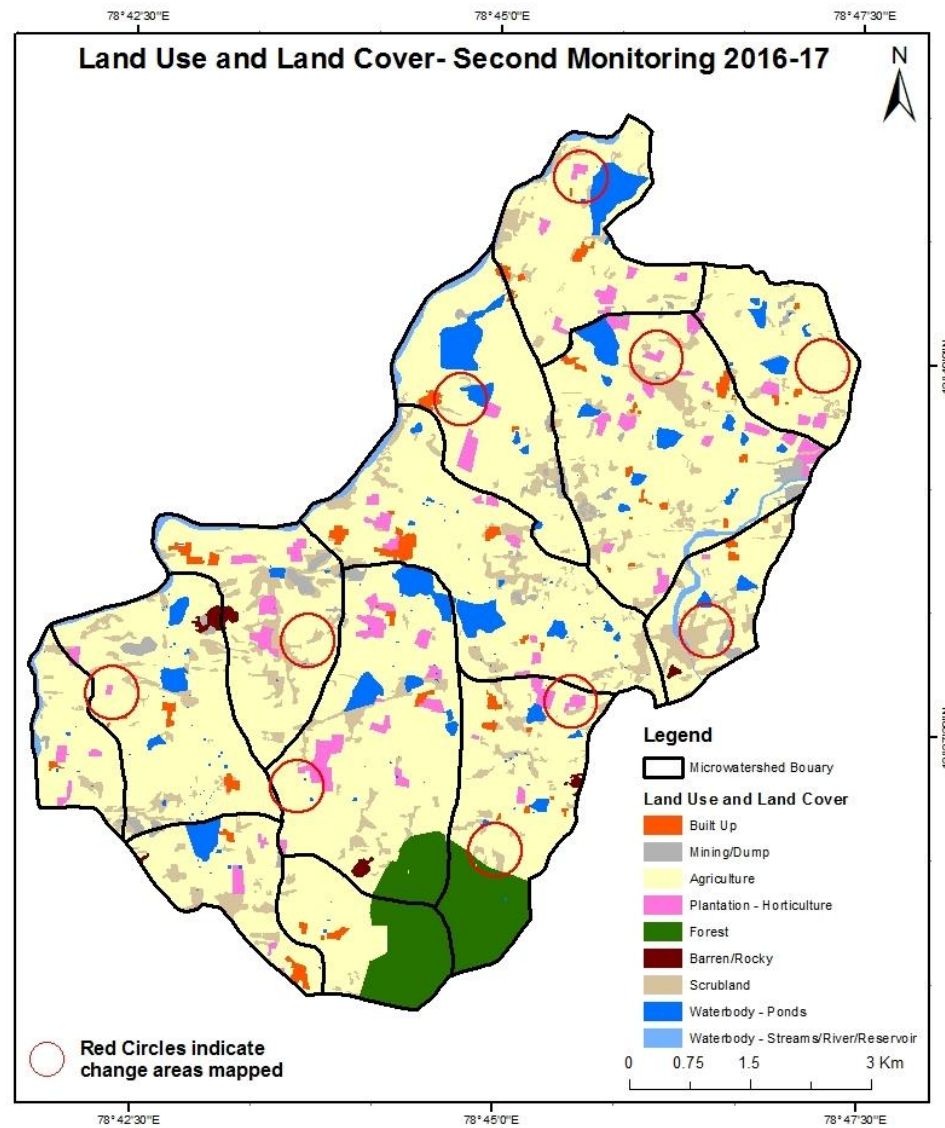 78°42'30"E 78°45'0"E 78°47'30"E
Land Use and Land Cover- Second Monitoring 2016-17
N
Legend
Microwatershed Bouary
Land Use and Land Cover
Built Up
Mining/Dump
Agriculture
Plantation - Horticulture
Forest
Barren/Rocky
Scrubland
Waterbody - Ponds
Waterbody - Streams/River/Reservoir
0 0.75 1.5 3 Km
Red Circles indicate
change areas mapped
78°42'30"E 78°45'0"E 78°47'30"E